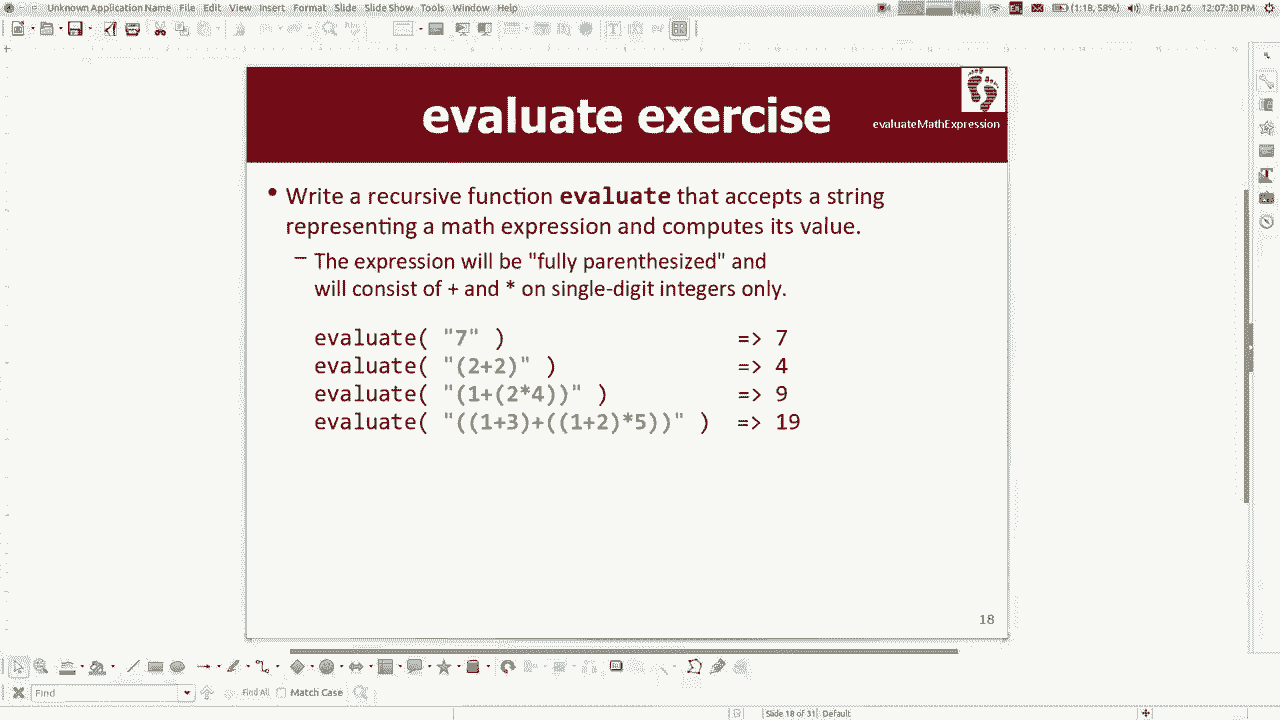 Unknown Application Name File Edit View Insert Format Slide Slide Show Tools Window Help
En (1:18, 58%) Fri Jan 26 12:07:30 PM
evaluate exercise
evaluateMathExpression
• Write a recursive function evaluate that accepts a string
representing a math expression and computes its value.
– The expression will be "fully parenthesized" and
will consist of + and * on single-digit integers only.
evaluate( "7" ) => 7
evaluate( "(2+2)" ) => 4
evaluate( "(1+(2*4))" ) => 9
evaluate( "((1+3)+((1+2)*5))" ) => 19
18
Find Find All Match Case
Slide 18 of 31 Default